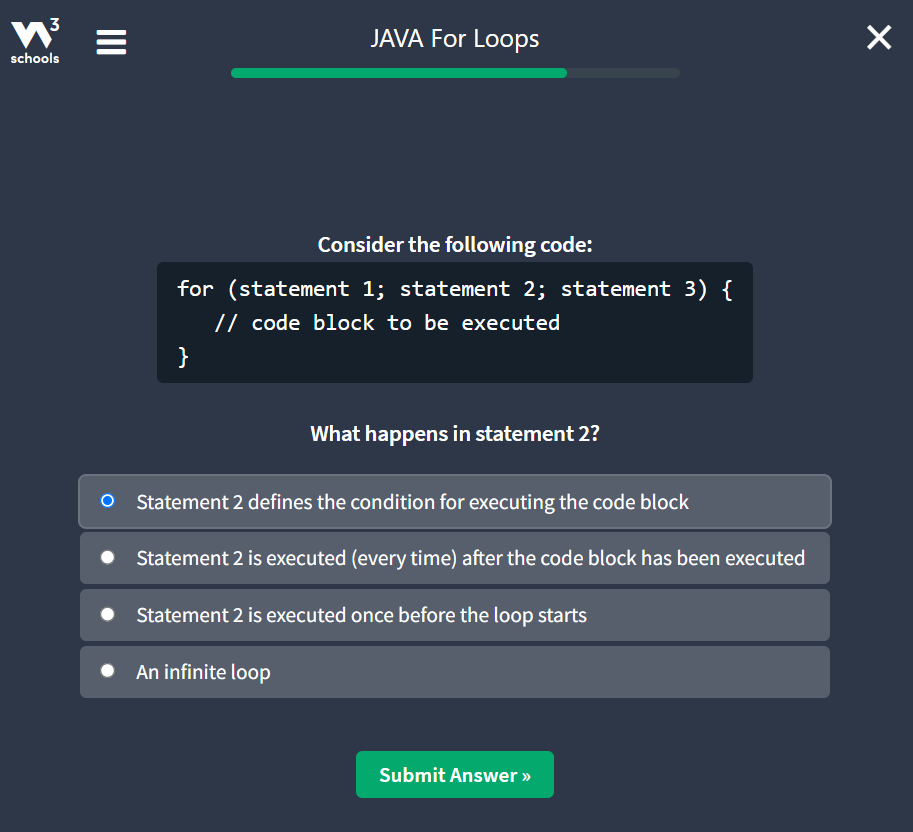 W3
schools
JAVA For Loops
Consider the following code:
for (statement 1; statement 2; statement 3) {
   // code block to be executed
}
What happens in statement 2?
Statement 2 defines the condition for executing the code block
Statement 2 is executed (every time) after the code block has been executed
Statement 2 is executed once before the loop starts
An infinite loop
Submit Answer »